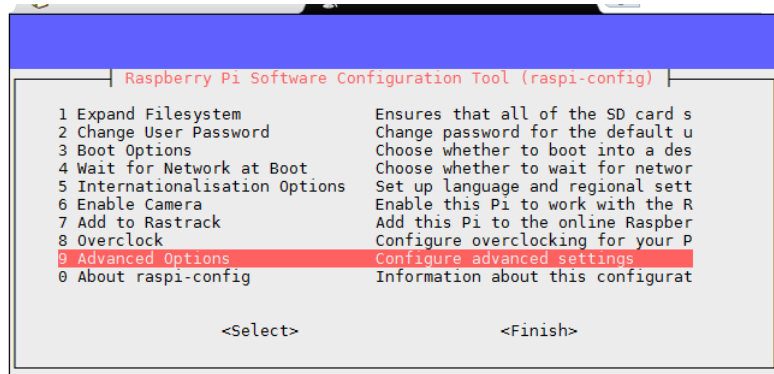 Raspberry Pi Software Configuration Tool (raspi-config)
1 Expand Filesystem Ensures that all of the SD card s
2 Change User Password Change password for the default u
3 Boot Options Choose whether to boot into a des
4 Wait for Network at Boot Choose whether to wait for networ
5 Internationalisation Options Set up language and regional sett
6 Enable Camera Enable this Pi to work with the R
7 Add to Rastrack Add this Pi to the online Raspber
8 Overclock Configure overclocking for your P
9 Advanced Options Configure advanced settings
0 About raspi-config Information about this configurat
<Select> <Finish>